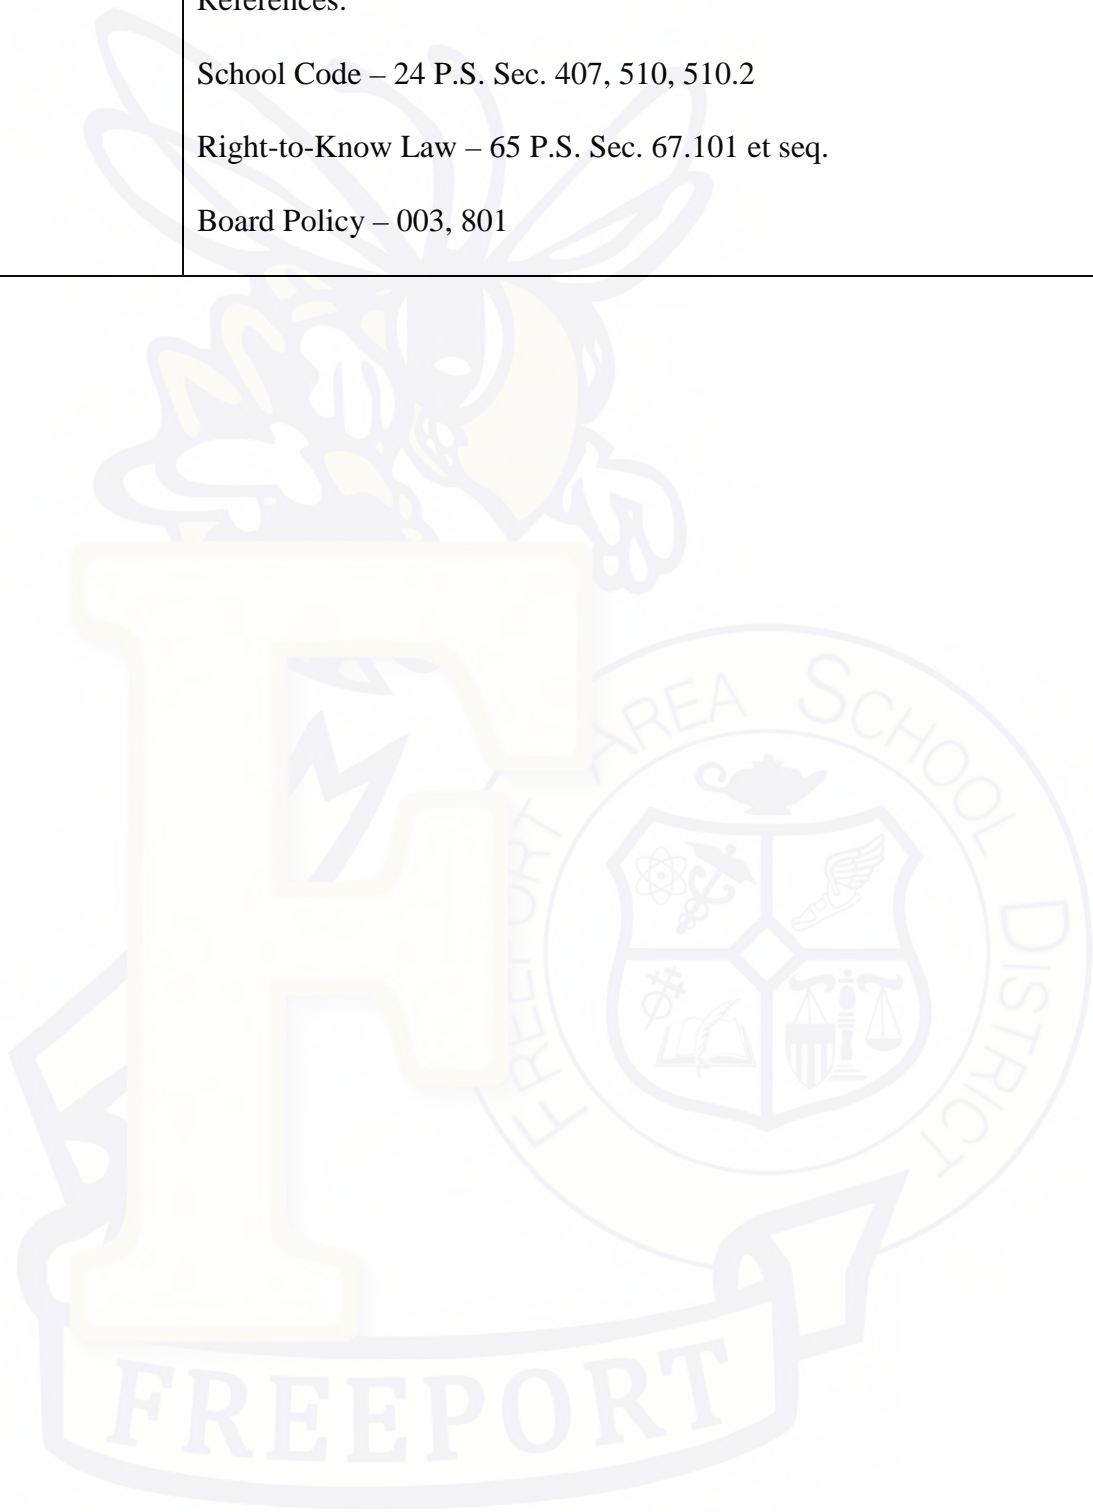 References:
School Code – 24 P.S. Sec. 407, 510, 510.2
Right-to-Know Law – 65 P.S. Sec. 67.101 et seq.
Board Policy – 003, 801
FREEPORT AREA SCHOOL DISTRICT
FREEPORT